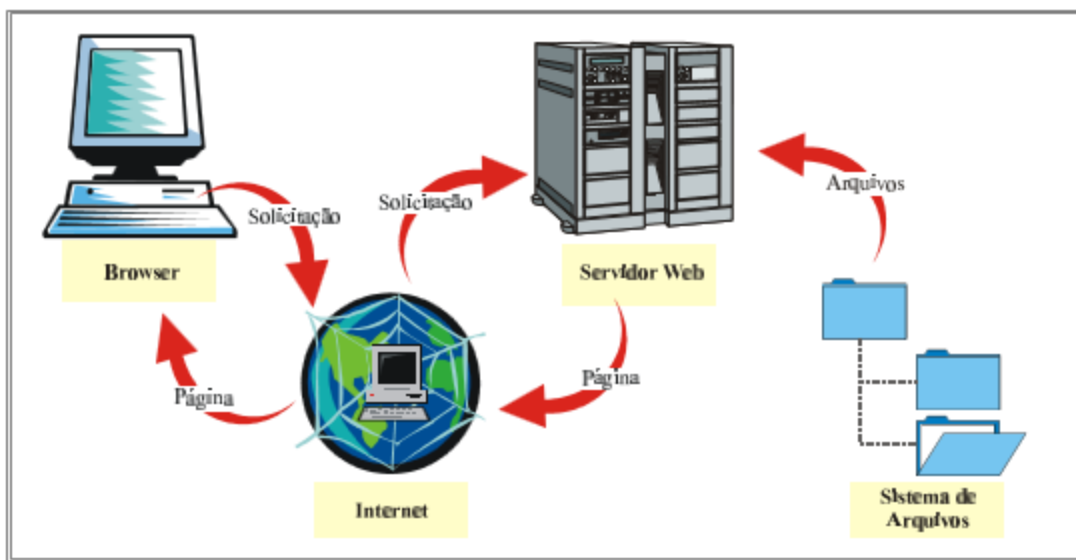 Solicitação
Solicitação
Arquivos
Browser
Servidor Web
Página
Página
Internet
Sistema de
Arquivos